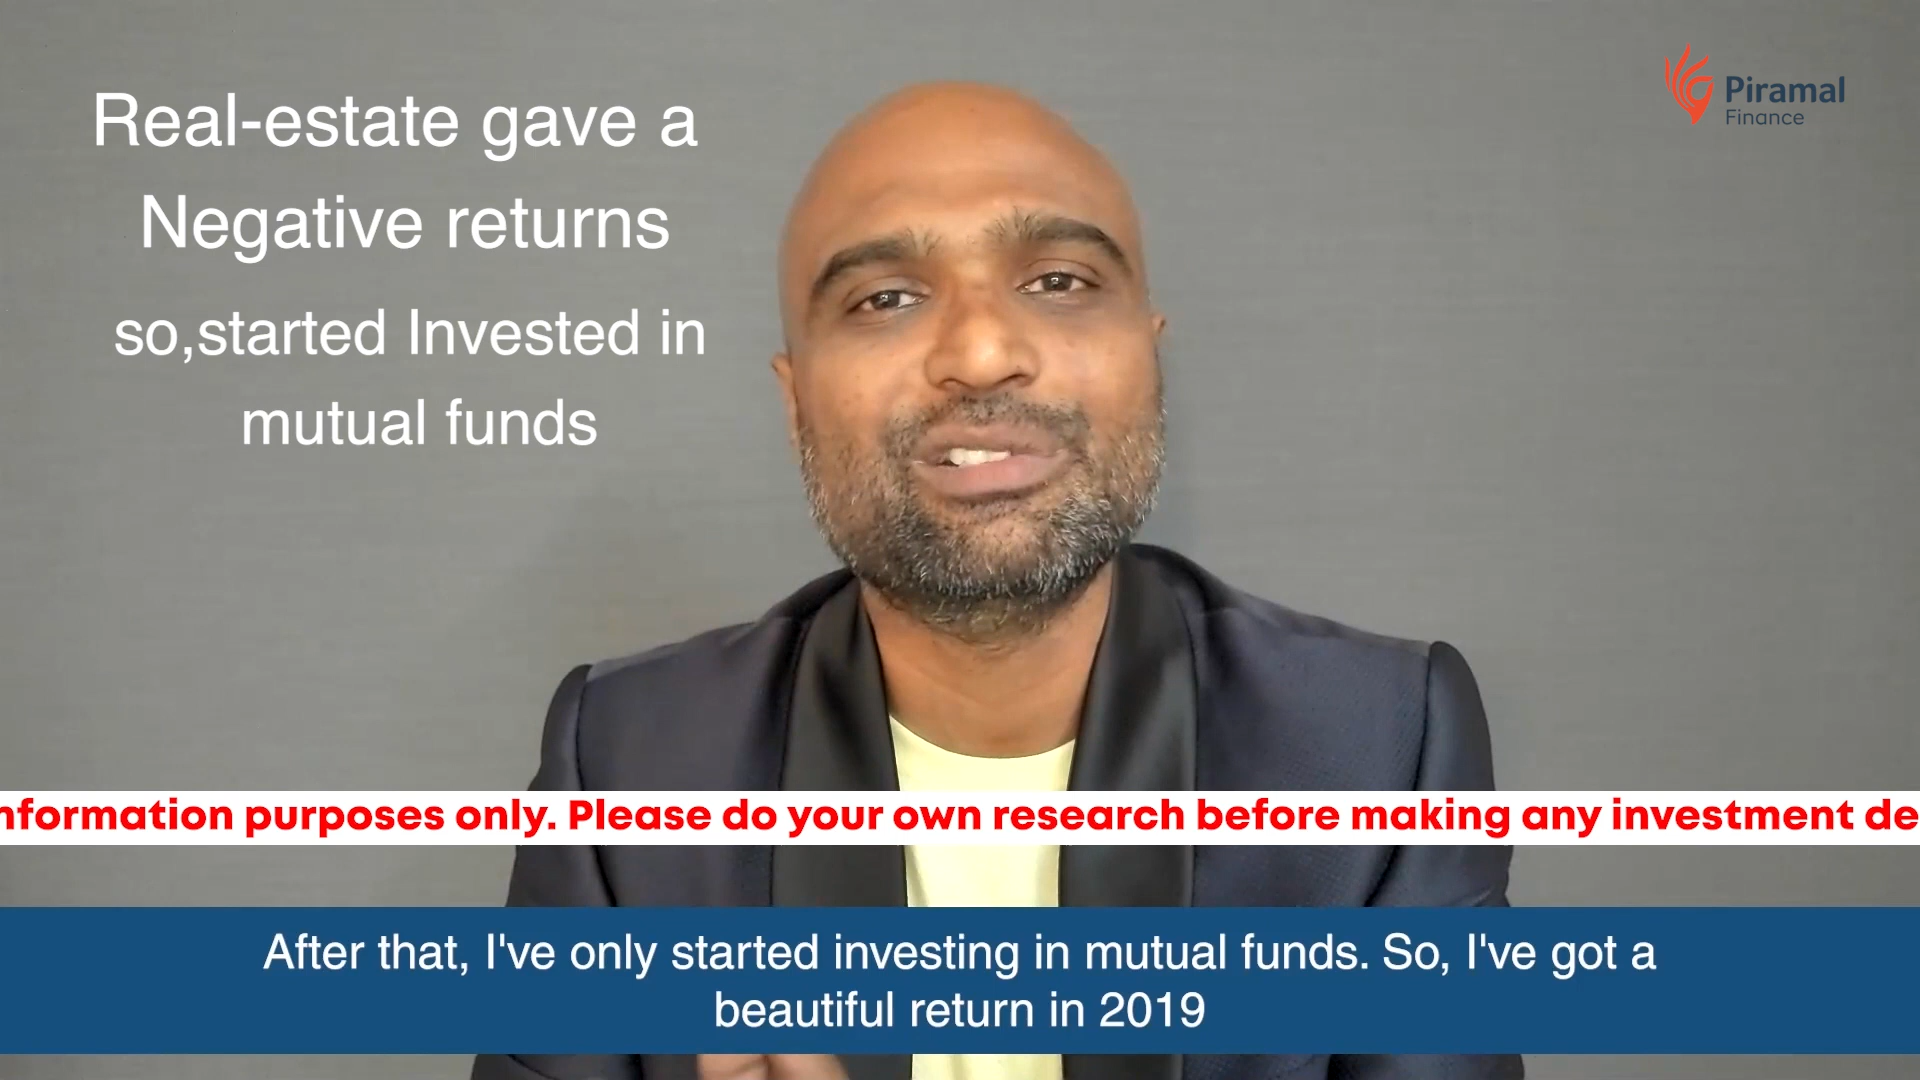 Real-estate gave a
Negative returns
so,started Invested in
mutual funds
Piramal
Finance
nformation purposes only. Please do your own research before making any investment de
After that, I've only started investing in mutual funds. So, I've got a
beautiful return in 2019